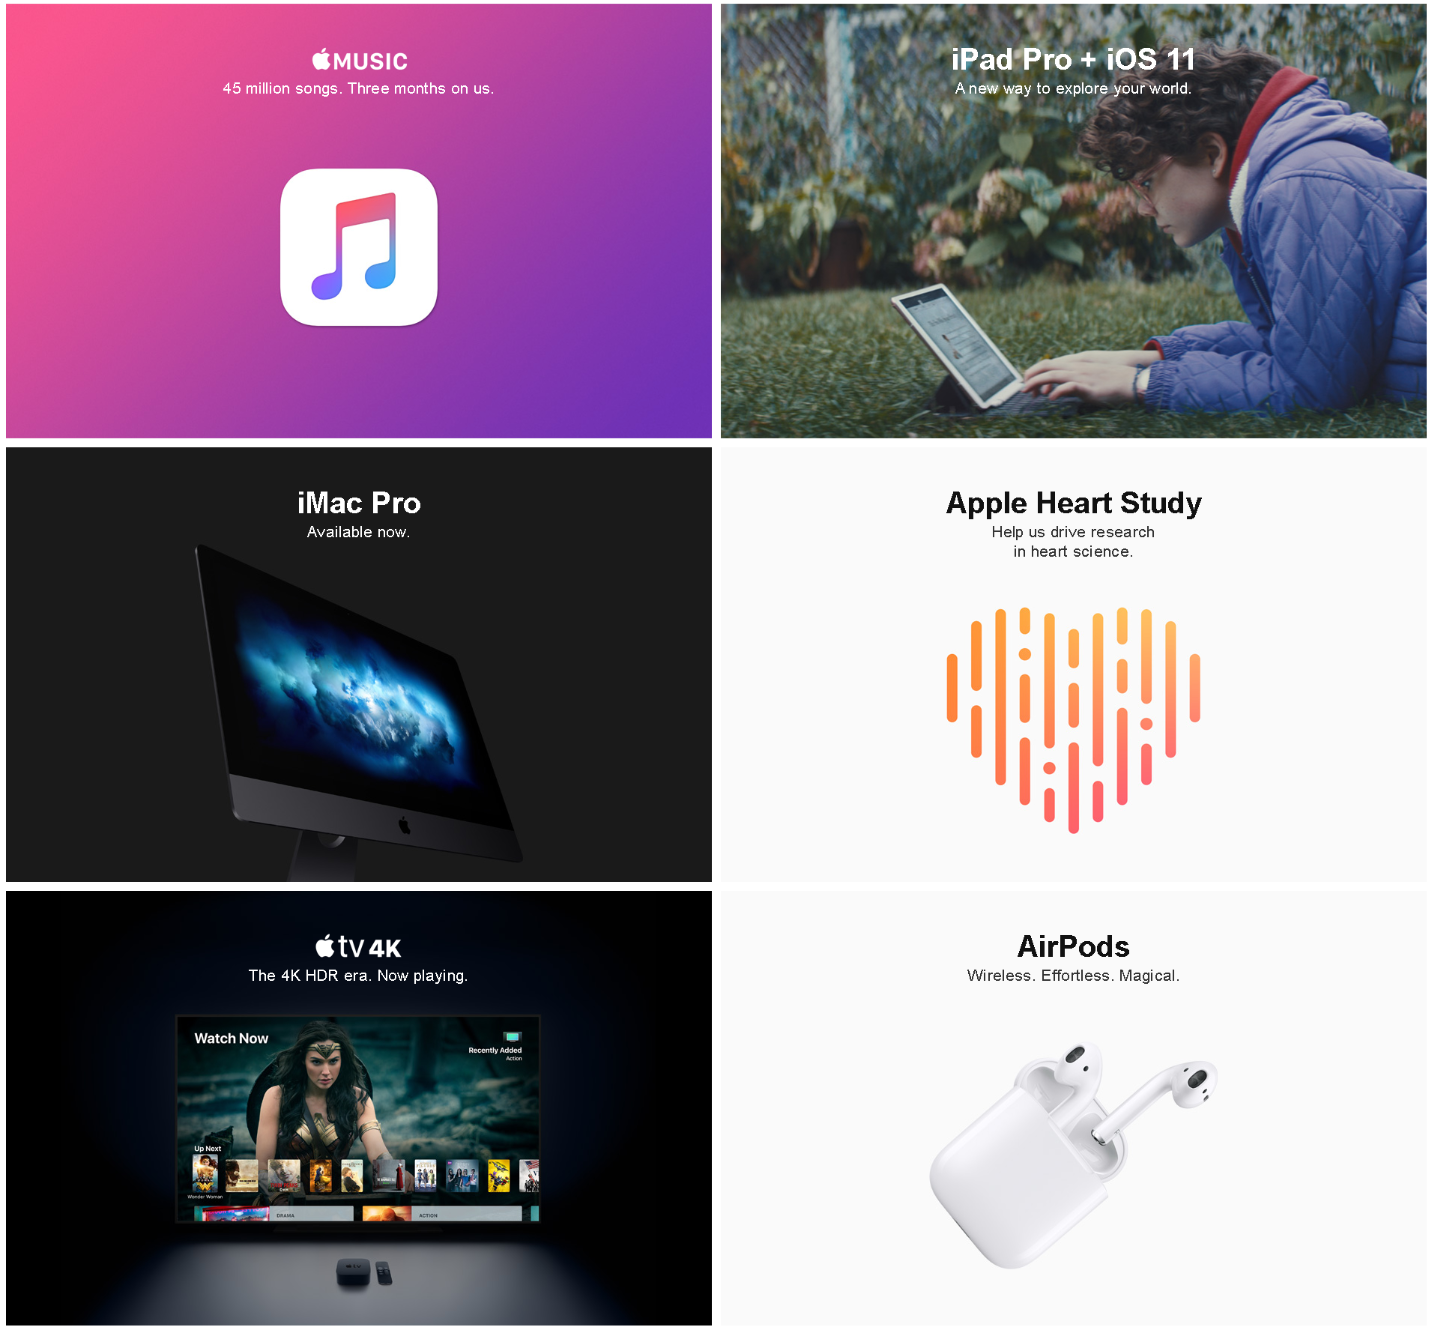 MUSIC
45 million songs. Three months on us.
iPad Pro + iOS 11
A new way to explore your world.
iMac Pro
Available now.
Apple Heart Study
Help us drive research
in heart science.
tv 4K
The 4K HDR era. Now playing.
Watch Now
Recently Added
Action
Up Next
Wonder Woman
DRAMA
ACTION
tv
AirPods
Wireless. Effortless. Magical.